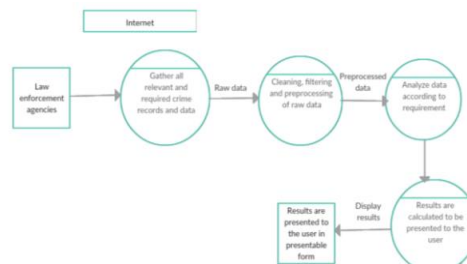 Internet
Law
enforcement
agencies
Gather all
relevant and
required crime
records and data
Raw data
Cleaning, filtering
and preprocessing
of raw data
Preprocessed
data
Analyze data
according to
requirement
Results are
calculated to be
presented to the
user
Display
results
Results are
presented to
the user in
presentable
form